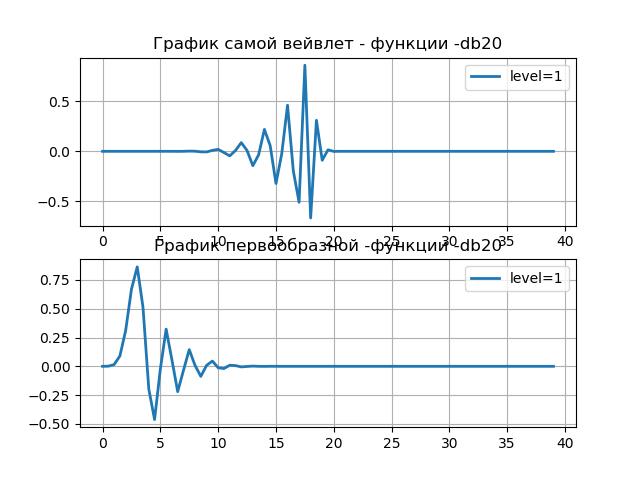 График самой вейвлет - функции -db20
level=1
0.5
0.0
−0.5
0 5 10 15 20 25 30 35 40
График первообразной -функции -db20
level=1
0.75
0.50
0.25
0.00
−0.25
−0.50
0 5 10 15 20 25 30 35 40